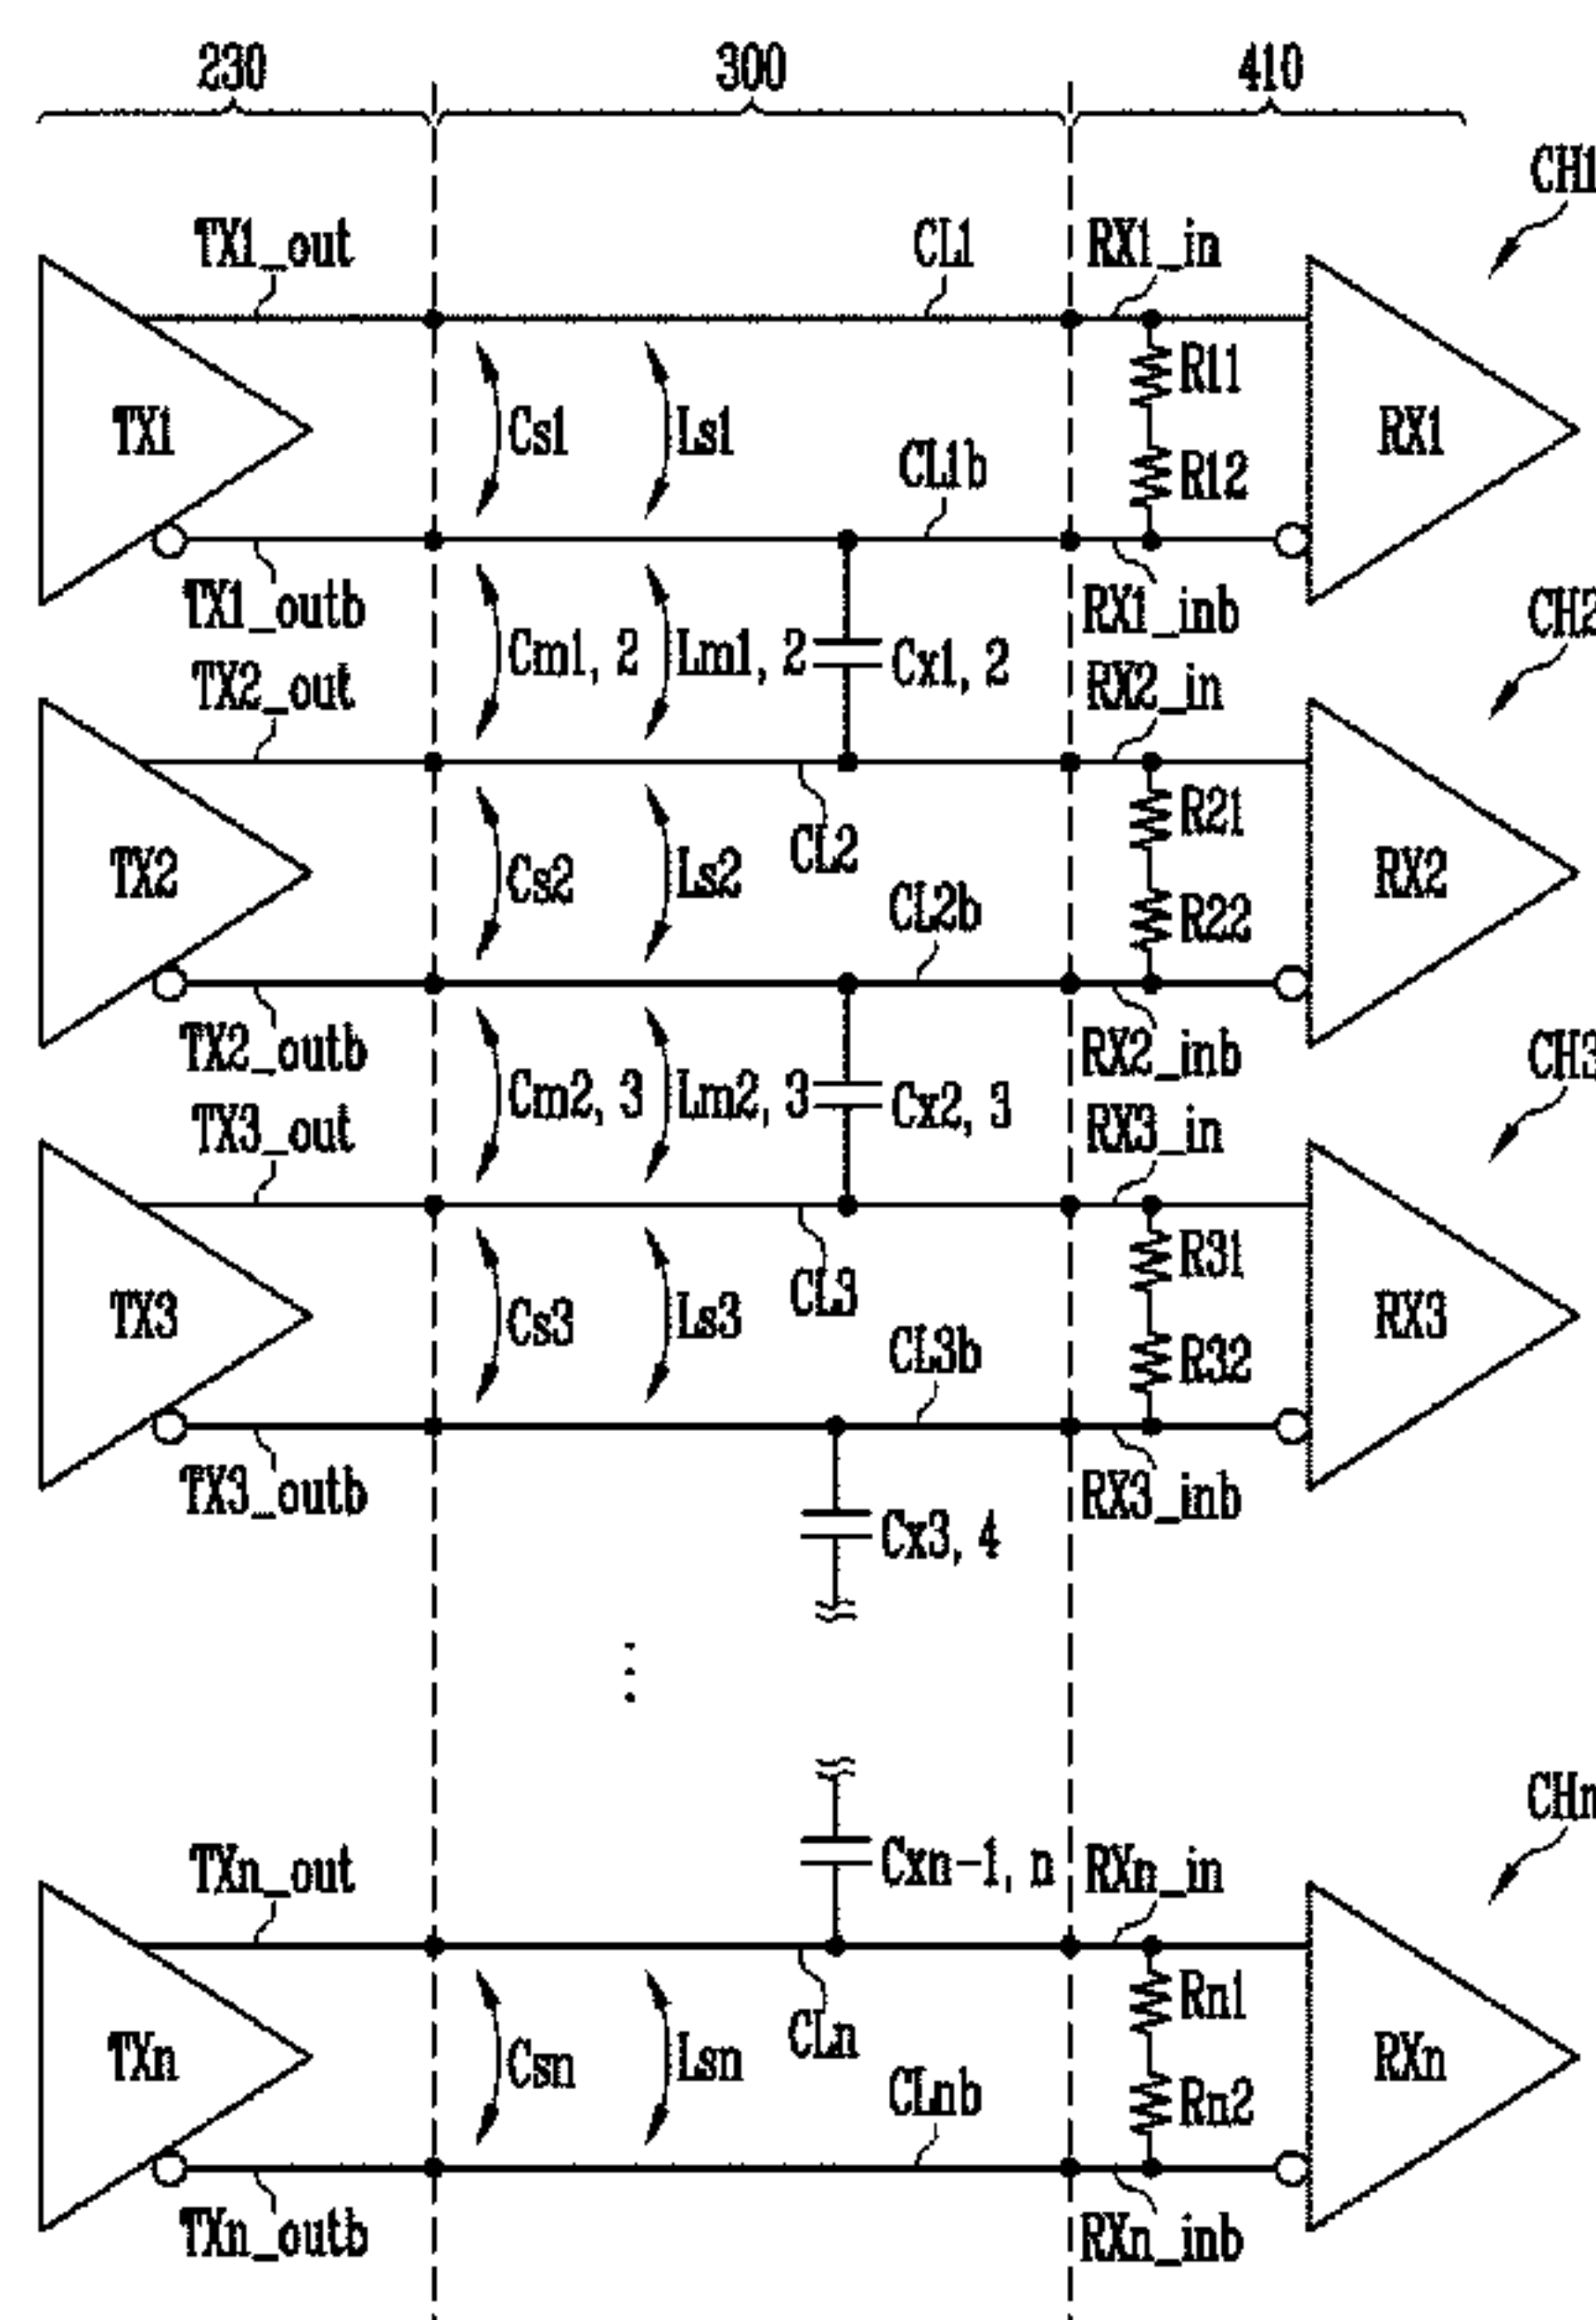 230 300 410
CH1
TX1_out CL1 RX1_in
R11
TX1 Cs1 Ls1 RX1
CL1b R12
TX1_outb RX1_inb
CH2
Cm1, 2 Lm1, 2 Cx1, 2
TX2_out RX2_in
R21
CL2
TX2 Cs2 Ls2 RX2
CL2b R22
TX2_outb RX2_inb
CH3
Cm2, 3 Lm2, 3 Cx2, 3
TX3_out RX3_in
R31
CL3
TX3 Cs3 Ls3 RX3
CL3b R32
TX3_outb RX3_inb
Cx3, 4
CHn
TXn_out Cxn-1, n RXn_in
Rn1
CLn
TXn Csn Lsn RXn
CLnb Rn2
TXn_outb RXn_inb